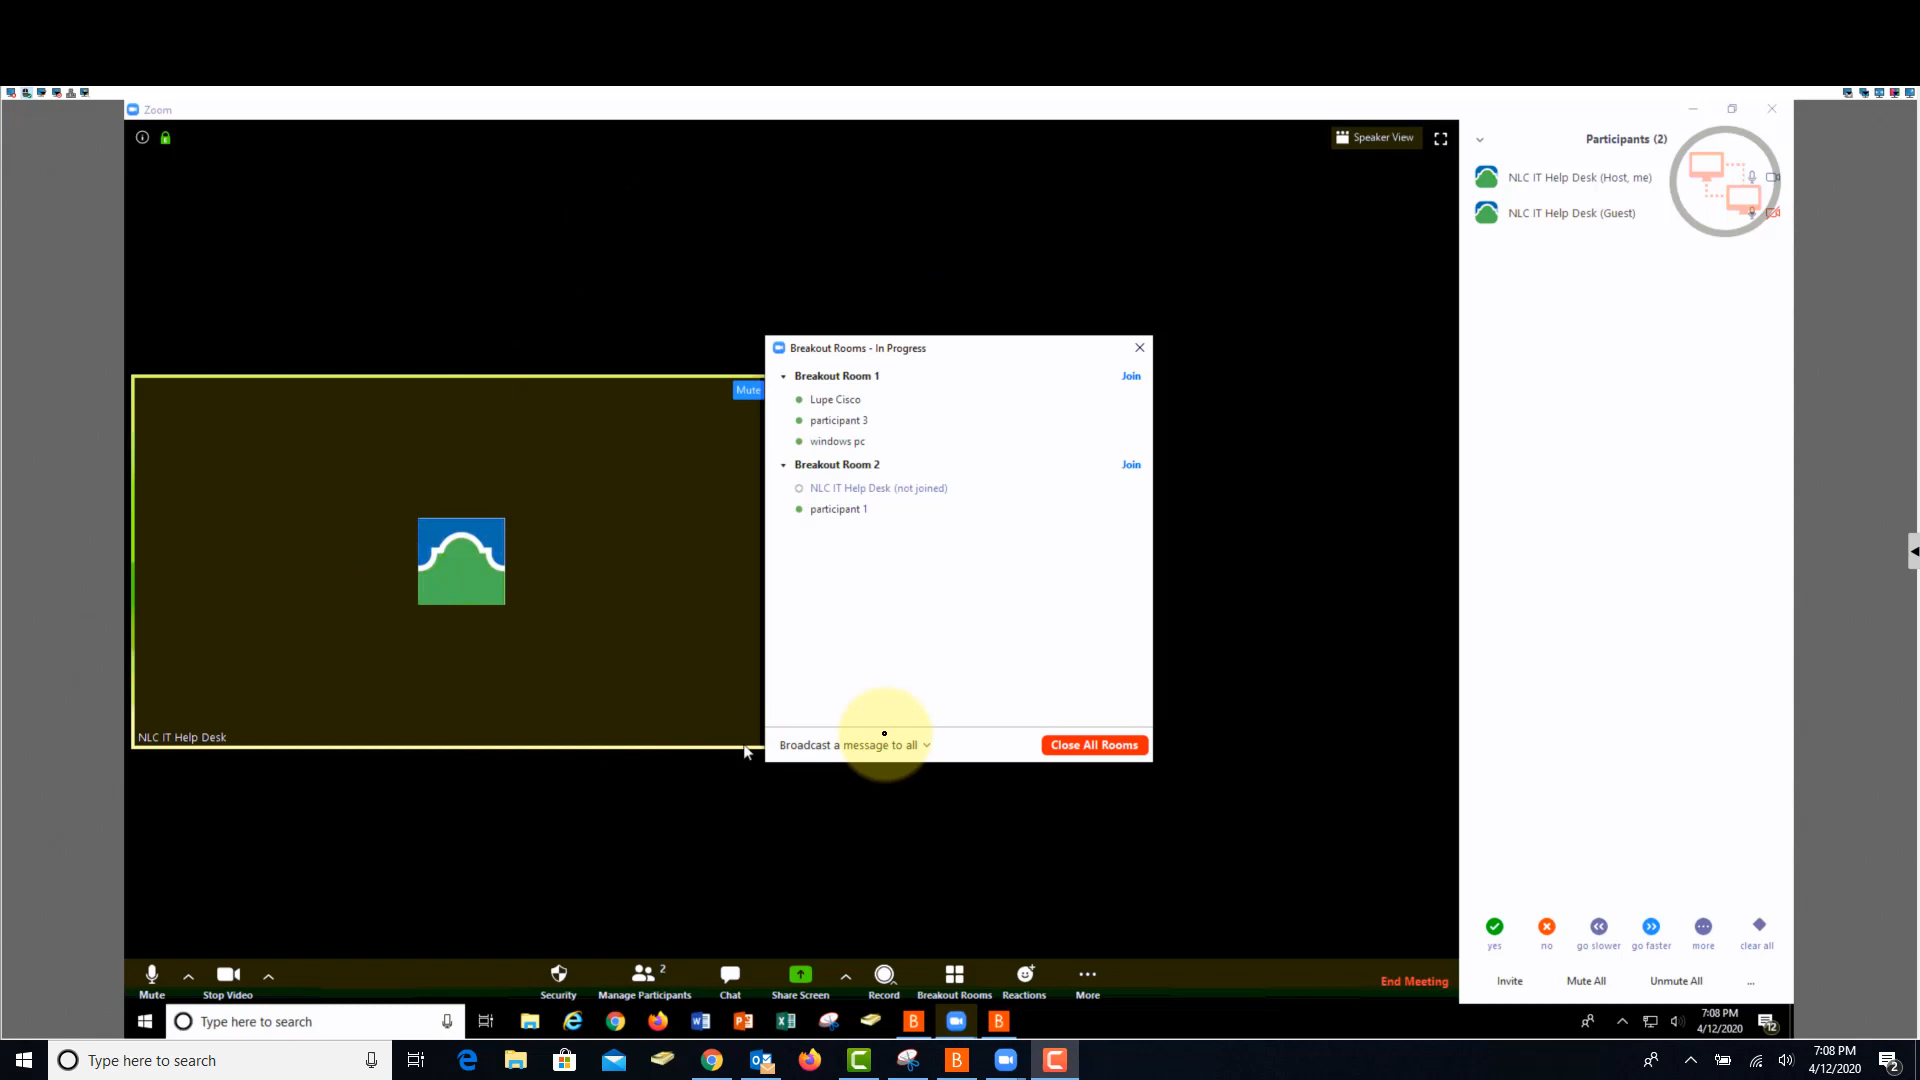 Zoom
Speaker View
Participants (2)
NLC IT Help Desk (Host, me)
NLC IT Help Desk (Guest)
Breakout Rooms - In Progress
Breakout Room 1
Join
Lupe Cisco
participant 3
windows pc
Breakout Room 2
Join
NLC IT Help Desk (not joined)
participant 1
Mute
NLC IT Help Desk
Broadcast a message to all
Close All Rooms
yes
no
go slower
go faster
more
clear all
Invite
Mute All
Unmute All
...
Mute
Stop Video
Security
Manage Participants
2
Chat
Share Screen
Record
Breakout Rooms
Reactions
More
End Meeting
Type here to search
7:08 PM
4/12/2020
12
Type here to search
7:08 PM
4/12/2020
2